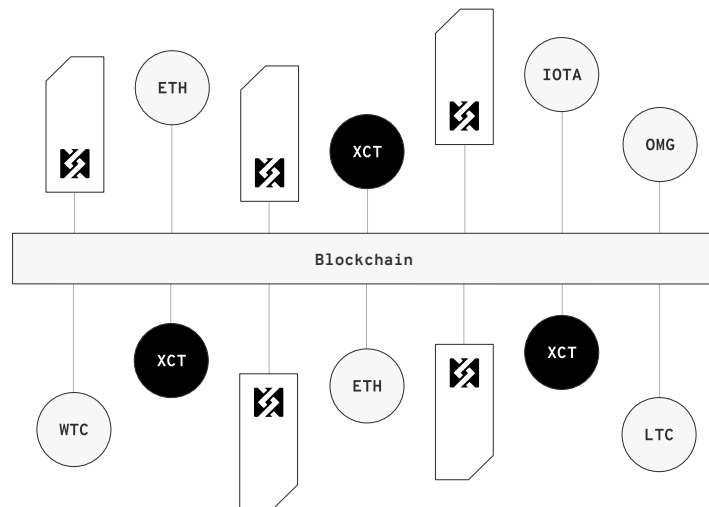 ETH
XCT
IOTA
OMG
Blockchain
WTC
XCT
ETH
XCT
LTC